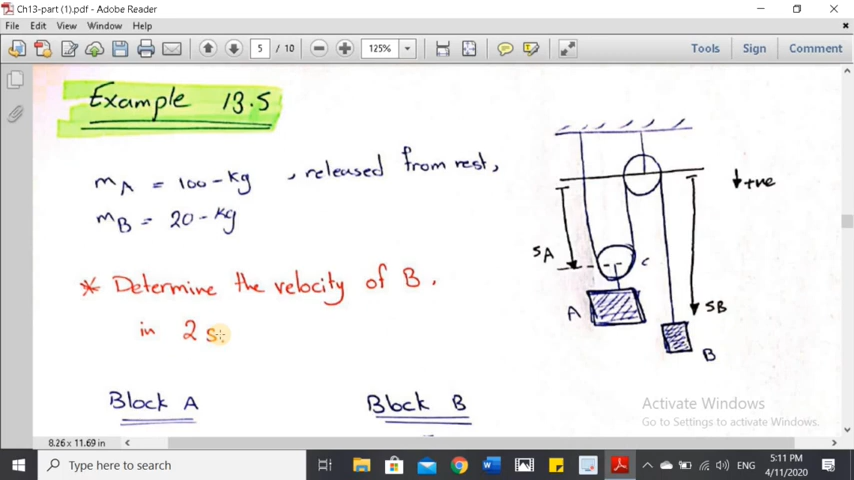 Ch13-part (1).pdf - Adobe Reader
File Edit View Window Help
5 / 10 125% Tools Sign Comment
Example 13.5
mA = 100-kg , released from rest,
mB = 20-kg
* Determine the velocity of B.
in 2 s
Block A Block B
↓+ve
SA
C
A
SB
B
Activate Windows
Go to Settings to activate Windows.
8.26 x 11.69 in
Type here to search
ENG
5:11 PM
4/11/2020